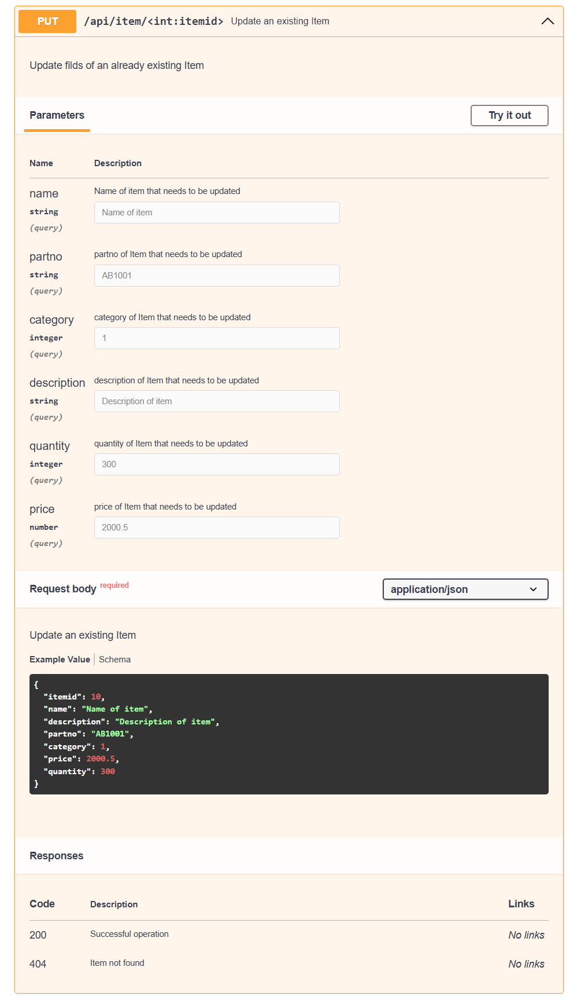 PUT /api/item/<int:itemid> Update an existing Item
Update filds of an already existing Item
Parameters Try it out
Name Description
name Name of item that needs to be updated
string Name of item
(query)
partno partno of Item that needs to be updated
string AB1001
(query)
category category of Item that needs to be updated
integer 1
(query)
description description of Item that needs to be updated
string Description of item
(query)
quantity quantity of Item that needs to be updated
integer 300
(query)
price price of Item that needs to be updated
number 2000.5
(query)
Request body required application/json
Update an existing Item
Example Value Schema
{
  "itemid": 10,
  "name": "Name of item",
  "description": "Description of item",
  "partno": "AB1001",
  "category": 1,
  "price": 2000.5,
  "quantity": 300
}
Responses
Code Description Links
200 Successful operation No links
404 Item not found No links